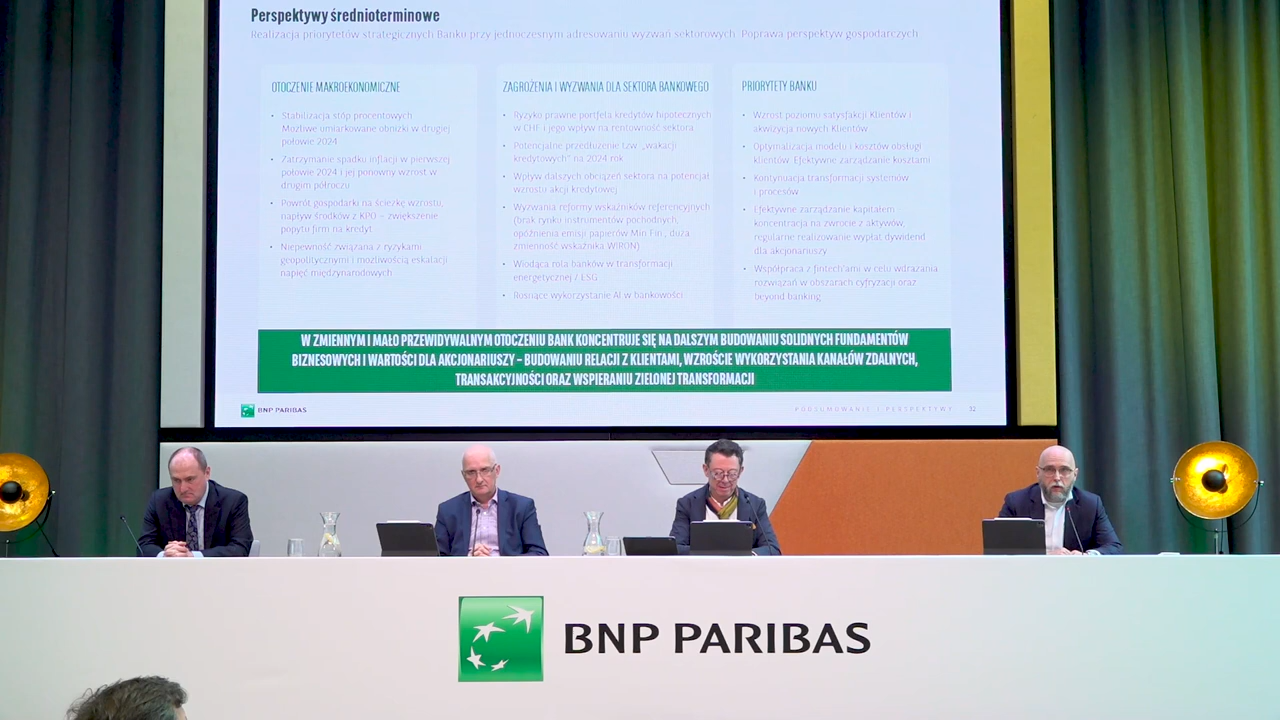 Perspektywy średnioterminowe
Realizacja priorytetów strategicznych Banku przy jednoczesnym adresowaniu wyzwań sektorowych. Poprawa perspektyw gospodarczych
OTOCZENIE MAKROEKONOMICZNE
• Stabilizacja stóp procentowych
Możliwe umiarkowane obniżki w drugiej
połowie 2024
• Zatrzymanie spadku inflacji w pierwszej
połowie 2024 i jej ponowny wzrost w
drugim półroczu
• Powrót gospodarki na ścieżkę wzrostu,
napływ środków z KPO – zwiększenie
popytu firm na kredyt
• Niepewność związana z ryzykami
geopolitycznymi i możliwością eskalacji
napięć międzynarodowych
ZAGROŻENIA I WYZWANIA DLA SEKTORA BANKOWEGO
• Ryzyko prawne portfela kredytów hipotecznych
w CHF i jego wpływ na rentowność sektora
• Potencjalne przedłużenie tzw. „wakacji
kredytowych” na 2024 rok
• Wpływ dalszych obciążeń sektora na potencjał
wzrostu akcji kredytowej
• Wyzwania reformy wskaźników referencyjnych
(brak rynku instrumentów pochodnych,
opóźnienia emisji papierów Min Fin., duża
zmienność wskaźnika WIRON)
• Wiodąca rola banków w transformacji
energetycznej / ESG
• Rosnące wykorzystanie AI w bankowości
PRIORYTETY BANKU
• Wzrost poziomu satysfakcji Klientów i
akwizycja nowych Klientów
• Optymalizacja modelu i kosztów obsługi
klientów. Efektywne zarządzanie kosztami
• Kontynuacja transformacji systemów
i procesów
• Efektywne zarządzanie kapitałem,
koncentracja na zwrocie z aktywów,
regularne realizowanie wypłat dywidend
dla akcjonariuszy
• Współpraca z fintech'ami w celu wdrażania
rozwiązań w obszarach cyfryzacji oraz
beyond banking
W ZMIENNYM I MAŁO PRZEWIDYWALNYM OTOCZENIU BANK KONCENTRUJE SIĘ NA DALSZYM BUDOWANIU SOLIDNYCH FUNDAMENTÓW
BIZNESOWYCH I WARTOŚCI DLA AKCJONARIUSZY – BUDOWANIU RELACJI Z KLIENTAMI, WZROŚCIE WYKORZYSTANIA KANAŁÓW ZDALNYCH,
TRANSAKCYJNOŚCI ORAZ WSPIERANIU ZIELONEJ TRANSFORMACJI
BNP PARIBAS
PODSUMOWANIE I PERSPEKTYWY 32
BNP PARIBAS